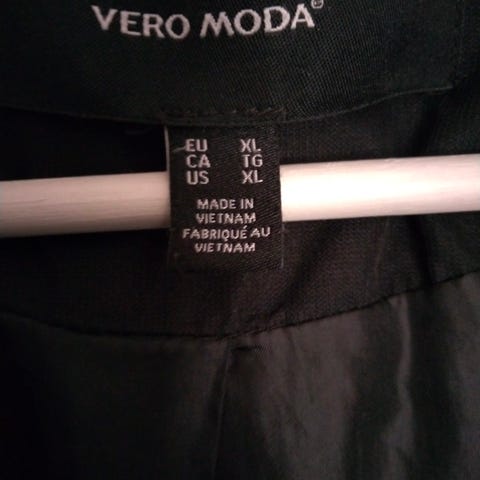 VERO MODA®
EU XL
CA TG
US XL
MADE IN
VIETNAM
FABRIQUÉ AU
VIETNAM